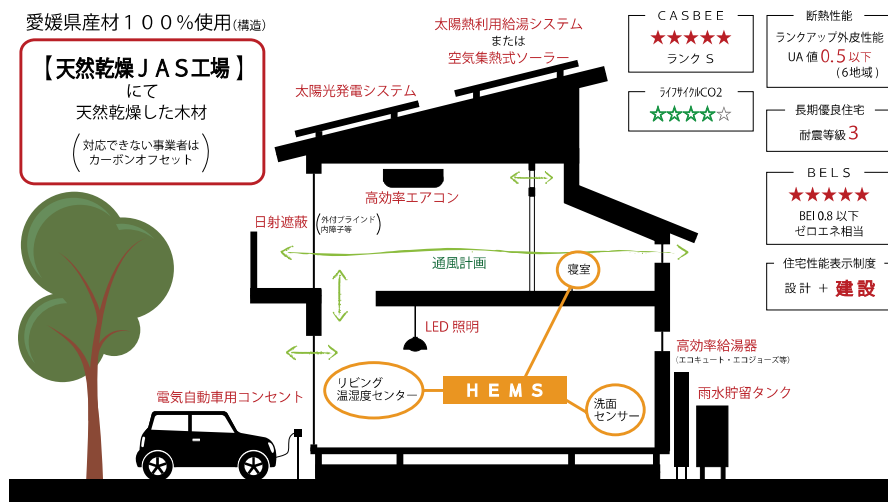 愛媛県産材１００％使用(構造)
【 天然乾燥ＪＡＳ工場 】
にて
天然乾燥した木材
(対応できない事業者は
カーボンオフセット)
太陽熱利用給湯システム
または
空気集熱式ソーラー
太陽光発電システム
高効率エアコン
日射遮蔽(外付ブラインド
内障子等)
通風計画
寝室
LED 照明
リビング
温湿度センター
ＨＥＭＳ
洗面
センサー
電気自動車用コンセント
高効率給湯器
(エコキュート・エコジョーズ等)
雨水貯留タンク
ＣＡＳＢＥＥ
★★★★★
ランク S
ﾗｲﾌｻｲｸﾙCO2
☆☆☆☆☆
断熱性能
ランクアップ外皮性能
UA 値 0.5 以下
(6地域)
長期優良住宅
耐震等級 3
ＢＥＬＳ
★★★★★
BEI 0.8 以下
ゼロエネ相当
住宅性能表示制度
設計 ＋ 建設